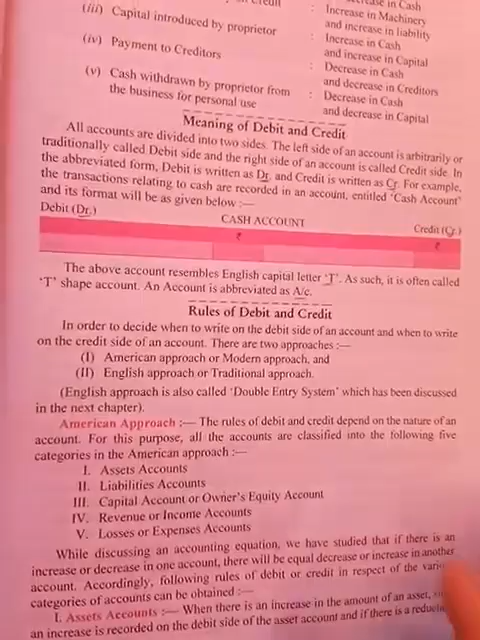 crease in Cash
(iii) Capital introduced by proprietor : Increase in Machinery
and increase in liability
: Increase in Cash
and increase in Capital
(iv) Payment to Creditors : Decrease in Cash
and decrease in Creditors
(v) Cash withdrawn by proprietor from : Decrease in Cash
the business for personal use and decrease in Capital
Meaning of Debit and Credit
All accounts are divided into two sides. The left side of an account is arbitrarily or
traditionally called Debit side and the right side of an account is called Credit side. In
the abbreviated form, Debit is written as Dr. and Credit is written as Cr. For example,
the transactions relating to cash are recorded in an account, entitled 'Cash Account'
and its format will be as given below :—
Debit (Dr.) CASH ACCOUNT Credit (Cr.)
₹ ₹
The above account resembles English capital letter 'T'. As such, it is often called
'T' shape account. An Account is abbreviated as A/c.
Rules of Debit and Credit
In order to decide when to write on the debit side of an account and when to write
on the credit side of an account. There are two approaches :—
(I) American approach or Modern approach, and
(II) English approach or Traditional approach.
(English approach is also called 'Double Entry System' which has been discussed
in the next chapter).
American Approach :— The rules of debit and credit depend on the nature of an
account. For this purpose, all the accounts are classified into the following five
categories in the American approach :—
I. Assets Accounts
II. Liabilities Accounts
III. Capital Account or Owner's Equity Account
IV. Revenue or Income Accounts
V. Losses or Expenses Accounts
While discussing an accounting equation, we have studied that if there is an
increase or decrease in one account, there will be equal decrease or increase in another
account. Accordingly, following rules of debit or credit in respect of the vari
categories of accounts can be obtained :—
I. Assets Accounts :— When there is an increase in the amount of an asset,
an increase is recorded on the debit side of the asset account and if there is a reduc